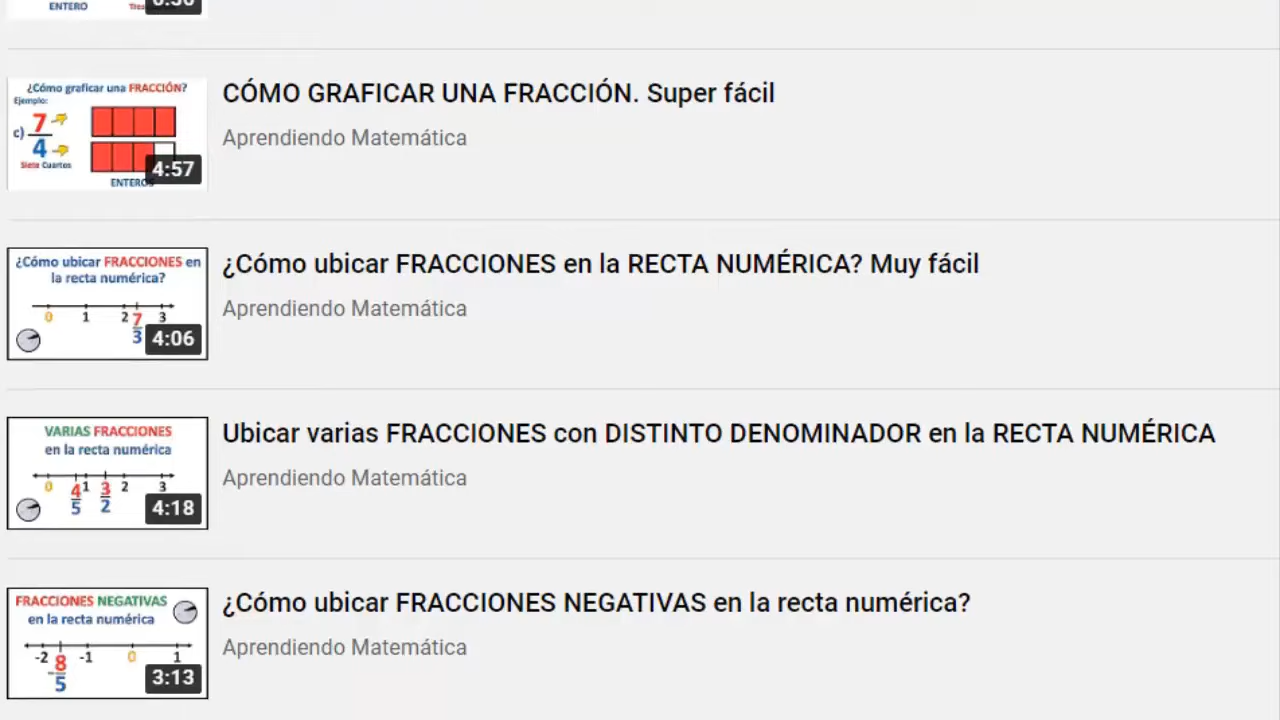 ENTERO
CÓMO GRAFICAR UNA FRACCIÓN. Super fácil
Aprendiendo Matemática
¿Cómo graficar una FRACCIÓN?
Ejemplo:
c) 7
4
Siete Cuartos
ENTEROS
4:57
¿Cómo ubicar FRACCIONES en la RECTA NUMÉRICA? Muy fácil
Aprendiendo Matemática
¿Cómo ubicar FRACCIONES en
la recta numérica?
0 1 2 7 3
3
4:06
Ubicar varias FRACCIONES con DISTINTO DENOMINADOR en la RECTA NUMÉRICA
Aprendiendo Matemática
VARIAS FRACCIONES
en la recta numérica
0 4 1 3 2 3
5 2
4:18
¿Cómo ubicar FRACCIONES NEGATIVAS en la recta numérica?
Aprendiendo Matemática
FRACCIONES NEGATIVAS
en la recta numérica
-2 -8 -1 0 1
5
3:13